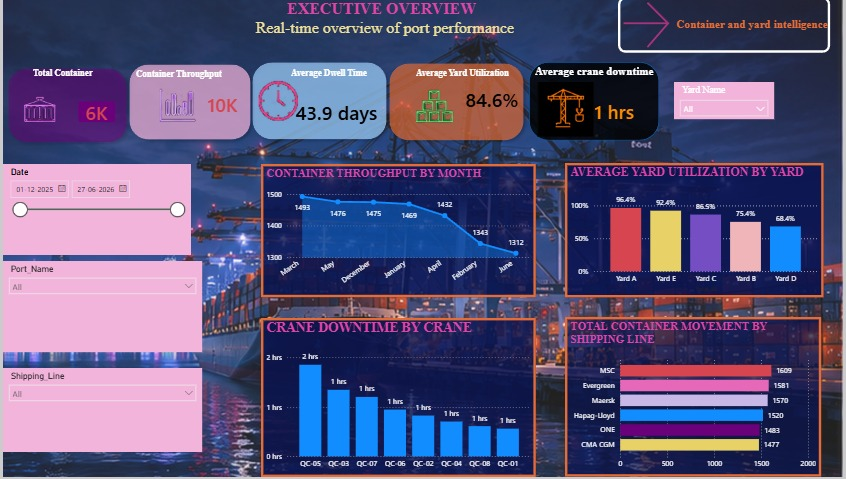 EXECUTIVE OVERVIEW
Real-time overview of port performance
Container and yard intelligence
Total Container
6K
Container Throughput
10K
Average Dwell Time
43.9 days
Average Yard Utilization
84.6%
Average crane downtime
1 hrs
Yard Name
All
Date
01-12-2025 27-06-2026
Port_Name
All
Shipping_Line
All
CONTAINER THROUGHPUT BY MONTH
1500
1400
1300
1493
1476
1475
1469
1432
1343
1312
March May December January April February June
AVERAGE YARD UTILIZATION BY YARD
100%
50%
0%
96.4%
92.4%
86.5%
75.4%
68.4%
Yard A Yard E Yard C Yard B Yard D
CRANE DOWNTIME BY CRANE
2 hrs
1 hrs
0 hrs
2 hrs
1 hrs
1 hrs
1 hrs
1 hrs
1 hrs
1 hrs
1 hrs
QC-05 QC-03 QC-07 QC-06 QC-02 QC-04 QC-08 QC-01
TOTAL CONTAINER MOVEMENT BY
SHIPPING LINE
MSC 1609
Evergreen 1581
Maersk 1570
Hapag-Lloyd 1520
ONE 1483
CMA CGM 1477
0 500 1000 1500 2000